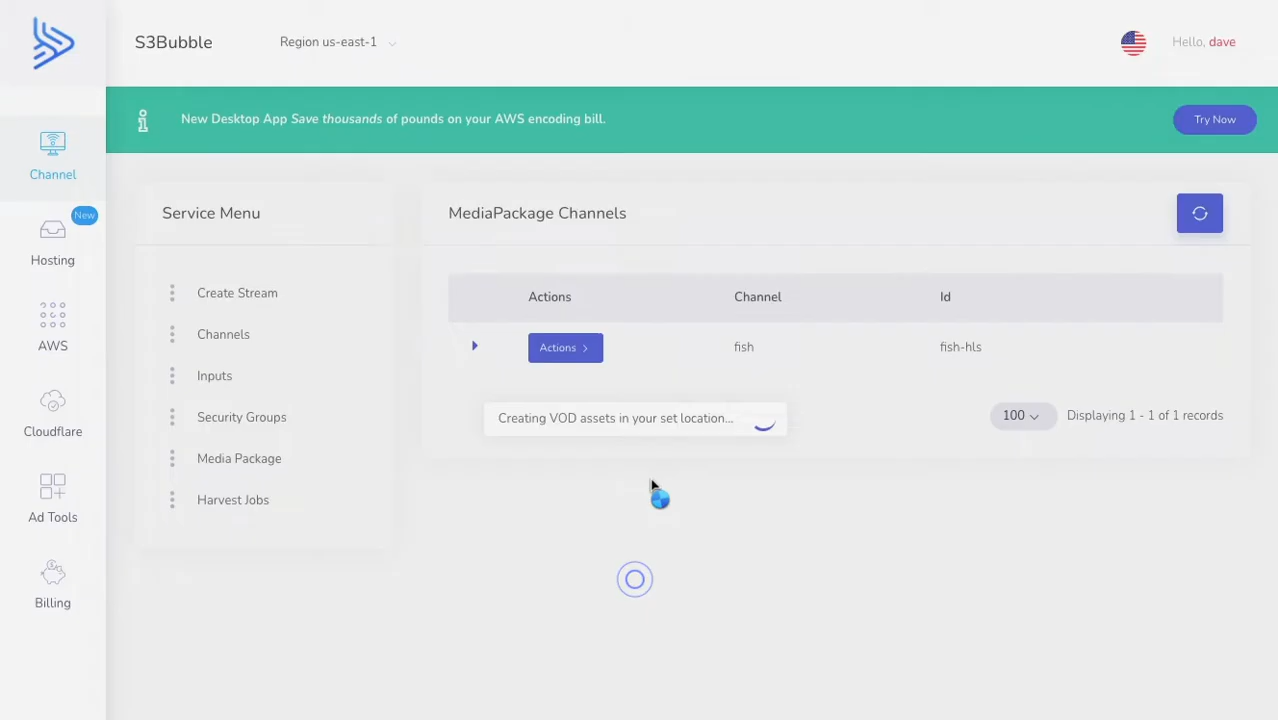 S3Bubble
Region us-east-1
Hello, dave
New Desktop App Save thousands of pounds on your AWS encoding bill.
Try Now
Channel
New
Hosting
AWS
Cloudflare
Ad Tools
Billing
Service Menu
Create Stream
Channels
Inputs
Security Groups
Media Package
Harvest Jobs
MediaPackage Channels
Actions Channel Id
Actions fish fish-hls
Creating VOD assets in your set location...
100 Displaying 1 - 1 of 1 records